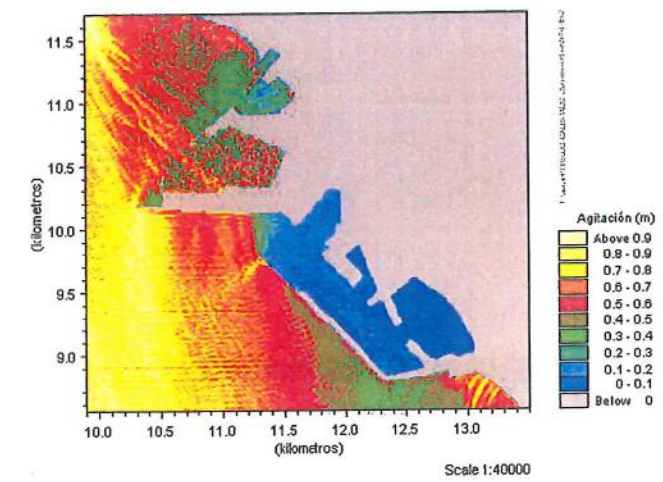 11.5
11.0
10.5
10.0
9.5
9.0
(kilometros)
10.0 10.5 11.0 11.5 12.0 12.5 13.0
(kilometros)
Scale 1:40000
Agitación (m)
Above 0.9
0.8 - 0.9
0.7 - 0.8
0.6 - 0.7
0.5 - 0.6
0.4 - 0.5
0.3 - 0.4
0.2 - 0.3
0.1 - 0.2
0 - 0.1
Below 0